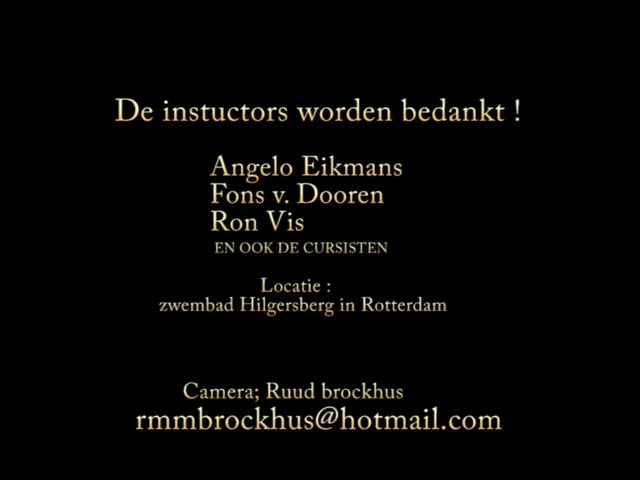 De instuctors worden bedankt !
Angelo Eikmans
Fons v. Dooren
Ron Vis
EN OOK DE CURSISTEN
Locatie :
zwembad Hilgersberg in Rotterdam
Camera; Ruud brockhus
rmmbrockhus@hotmail.com